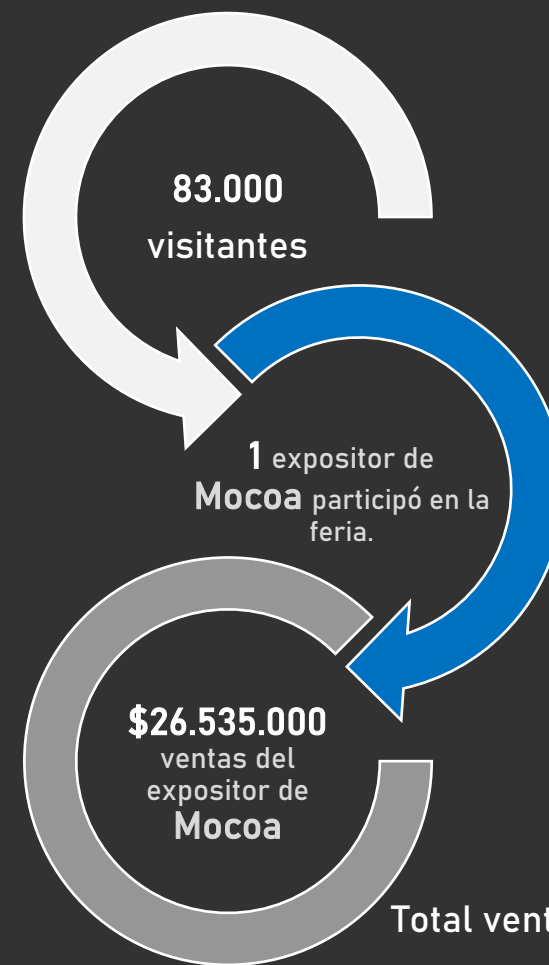 83.000
visitantes
1 expositor de
Mocoa participó en la
feria.
$26.535.000
ventas del
expositor de
Mocoa
Total